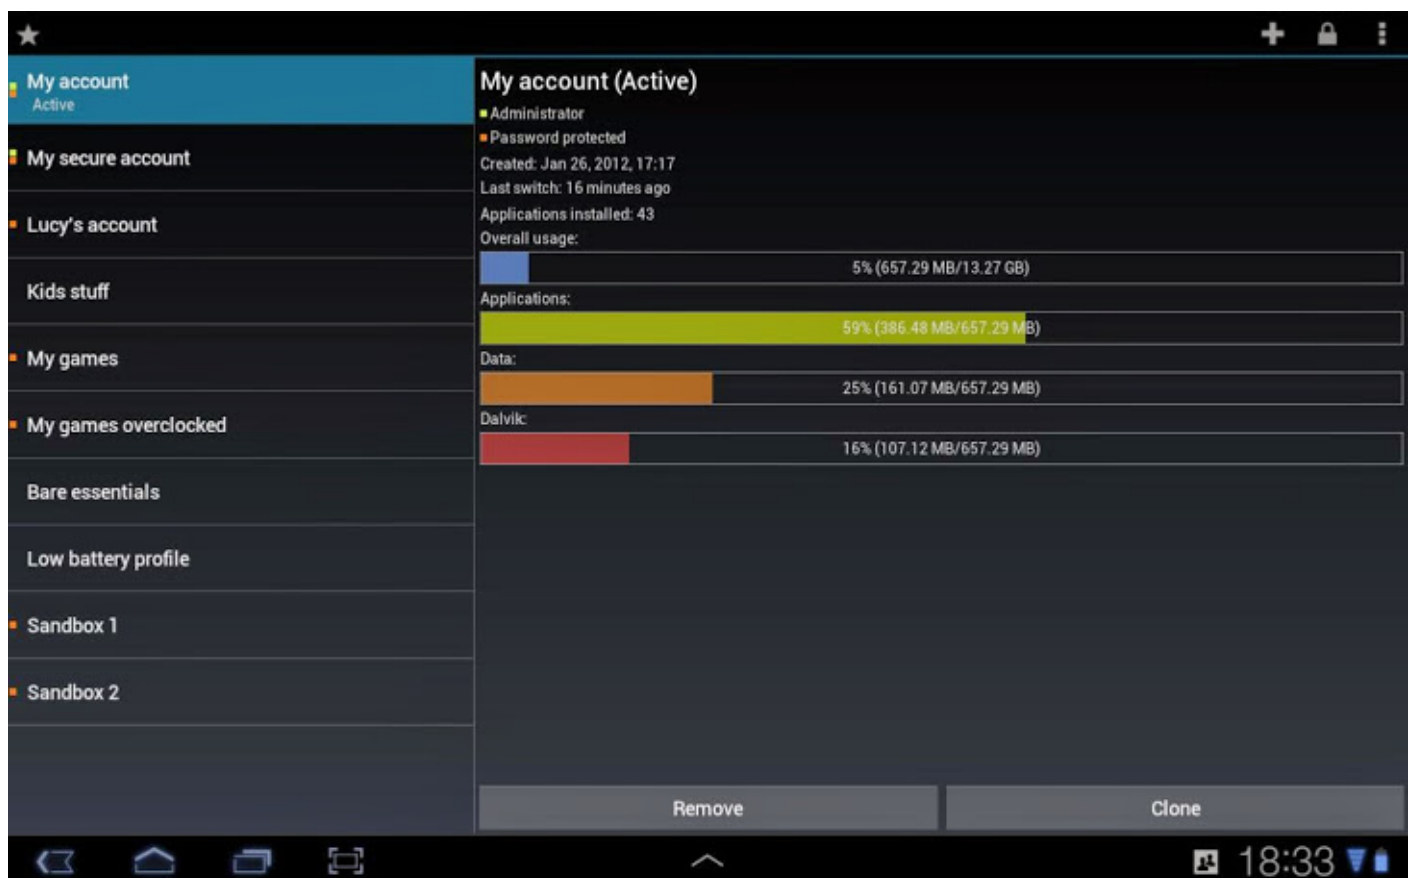 My account
Active
My secure account
Lucy's account
Kids stuff
My games
My games overclocked
Bare essentials
Low battery profile
Sandbox 1
Sandbox 2
My account (Active)
Administrator
Password protected
Created: Jan 26, 2012, 17:17
Last switch: 16 minutes ago
Applications installed: 43
Overall usage:
5% (657.29 MB/13.27 GB)
Applications:
59% (386.48 MB/657.29 MB)
Data:
25% (161.07 MB/657.29 MB)
Dalvik:
16% (107.12 MB/657.29 MB)
Remove
Clone
18:33